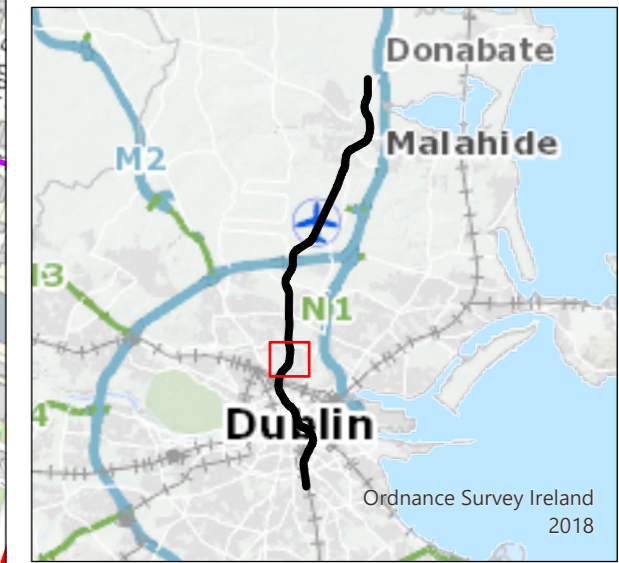 Donabate
M2
Malahide
N1
Dublin
Ordnance Survey Ireland
2018